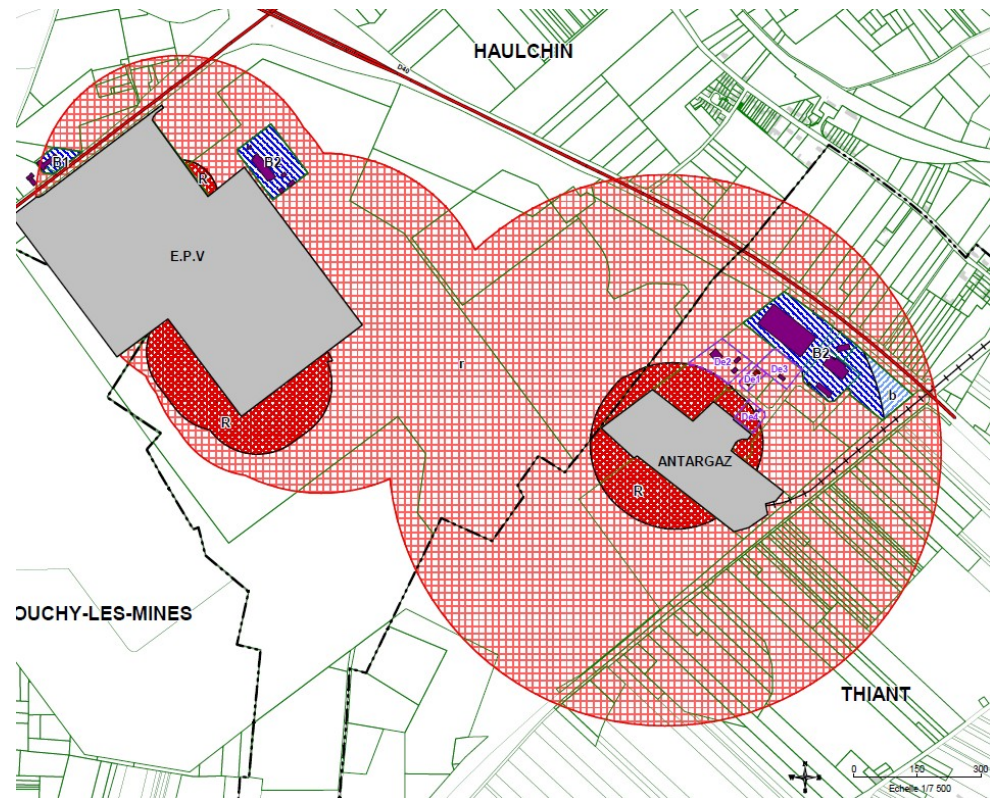 HAULCHIN
D40
B1
B2
R
E.P.V
r
De2
De1
De3
B2
b
De4
R
ANTARGAZ
R
OUCHY-LES-MINES
THIANT
N
W
0 150 300
Echelle 1/7 500